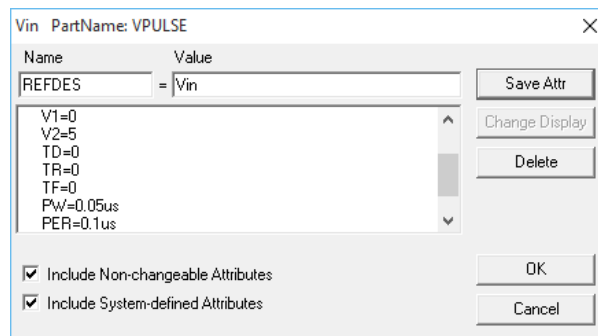 Vin PartName: VPULSE
Name Value
REFDES = Vin
Save Attr
V1=0
Change Display
V2=5
TD=0
Delete
TR=0
TF=0
PW=0.05us
PER=0.1us
Include Non-changeable Attributes
OK
Include System-defined Attributes
Cancel